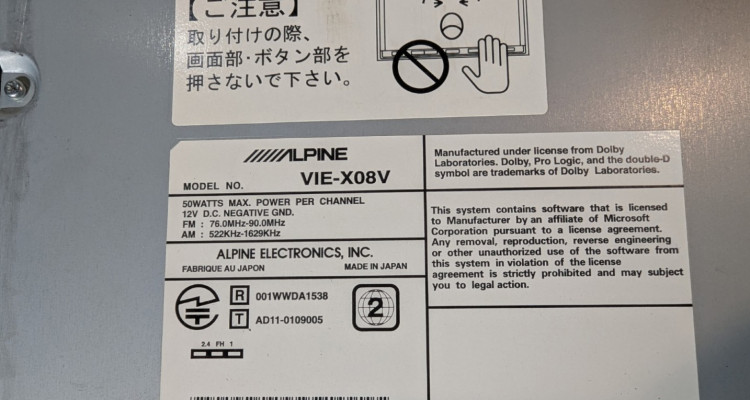 【ご注意】
取り付けの際、
画面部・ボタン部を
押さないで下さい。
ALPINE
MODEL NO. VIE-X08V
50WATTS MAX. POWER PER CHANNEL
12V D.C. NEGATIVE GND.
FM : 76.0MHz-90.0MHz
AM : 522KHz-1629KHz
ALPINE ELECTRONICS, INC.
FABRIQUE AU JAPON MADE IN JAPAN
R 001WWDA1538
T AD11-0109005
2
2.4 FH 1
Manufactured under license from Dolby
Laboratories. Dolby, Pro Logic, and the double-D
symbol are trademarks of Dolby Laboratories.
This system contains software that is licensed
to Manufacturer by an affiliate of Microsoft
Corporation pursuant to a license agreement.
Any removal, reproduction, reverse engineering
or other unauthorized use of the software from
this system in violation of the license
agreement is strictly prohibited and may subject
you to legal action.